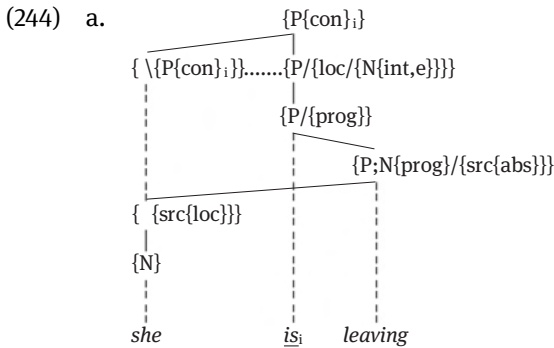 (244) a. {P{con}ᵢ}
{ \{P{con}ᵢ}}.......{P/{loc/{N{int,e}}}}
{P/{prog}}
{P;N{prog}/{src{abs}}}
{ {src{loc}}}
{N}
she isᵢ leaving